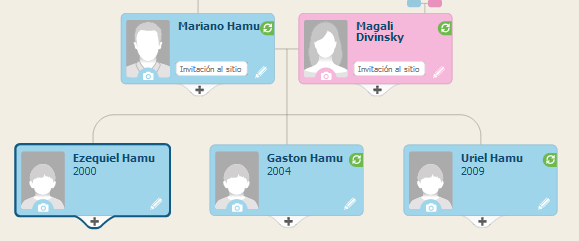 Mariano Hamu
Invitación al sitio
Magali
Divinsky
Invitación al sitio
Ezequiel Hamu
2000
Gaston Hamu
2004
Uriel Hamu
2009